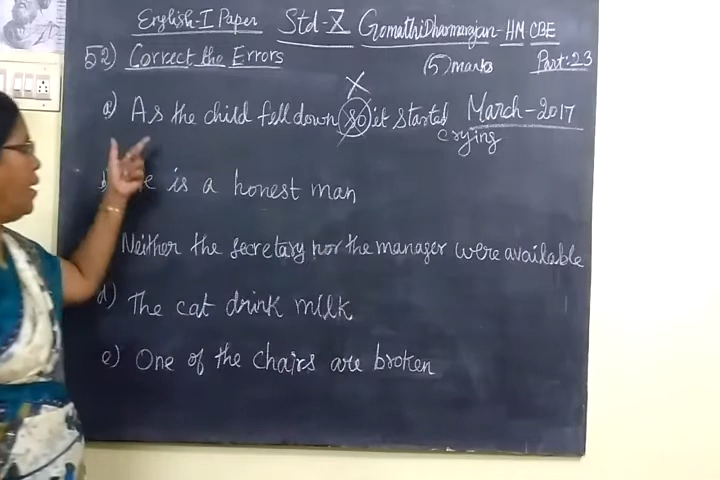 English-I Paper Std-X Gomathi Dharmarajan-HM CBE
52) Correct the Errors (5) marks Part:23
a) As the child fell down so it started crying March-2017
X
is a honest man
Neither the secretary nor the manager were available
d) The cat drink milk
e) One of the chairs are broken